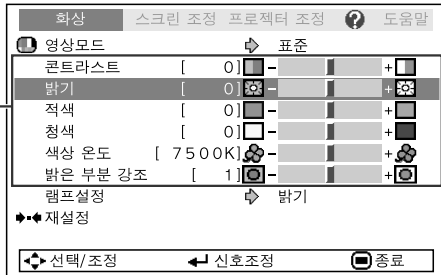 화상 스크린 조정 프로젝터 조정 ? 도움말
영상모드 표준
콘트라스트 [ 0] - +
밝기 [ 0] - +
적색 [ 0] - +
청색 [ 0] - +
색상 온도 [ 7500K] - +
밝은 부분 강조 [ 1] - +
램프설정 밝기
재설정
선택/조정 신호조정 종료